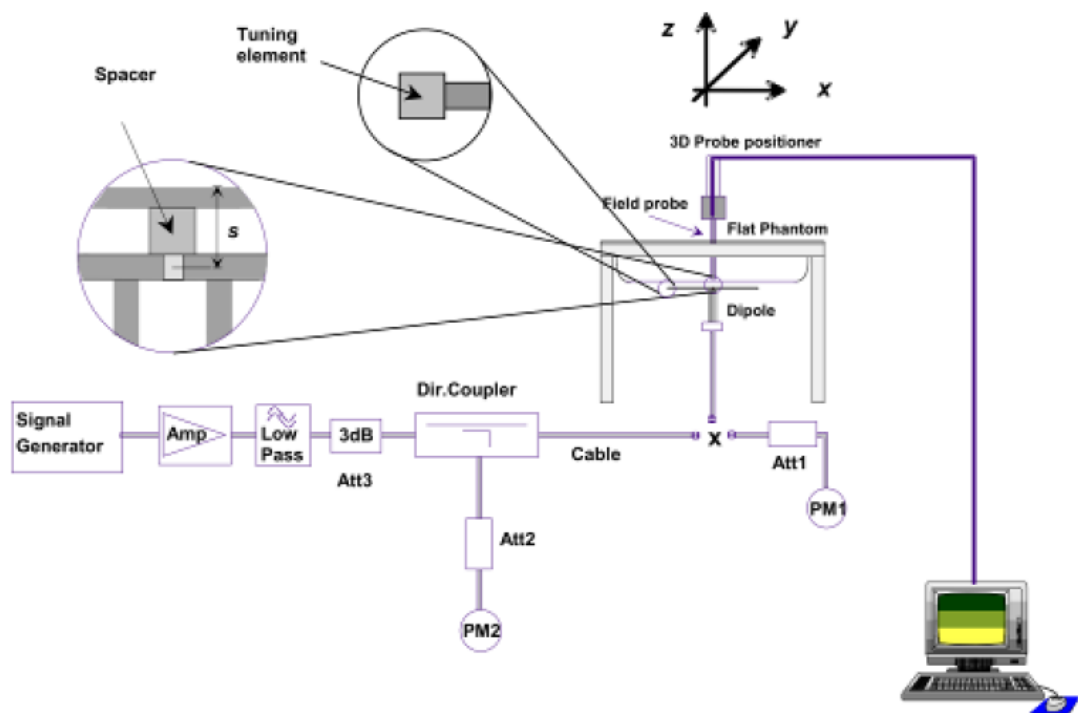 Tuning
element
Spacer
z
y
x
3D Probe positioner
Field probe
Flat Phantom
s
Dipole
Dir.Coupler
Signal
Generator
Amp
Low
Pass
3dB
Att3
Cable
x
Att1
PM1
Att2
PM2